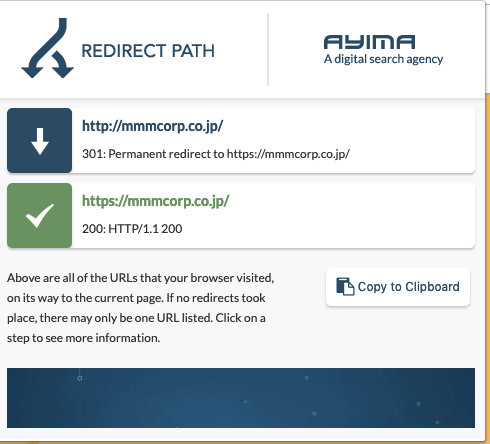 REDIRECT PATH
AYIMA
A digital search agency
http://mmmcorp.co.jp/
301: Permanent redirect to https://mmmcorp.co.jp/
https://mmmcorp.co.jp/
200: HTTP/1.1 200
Above are all of the URLs that your browser visited,
on its way to the current page. If no redirects took
place, there may only be one URL listed. Click on a
step to see more information.
Copy to Clipboard